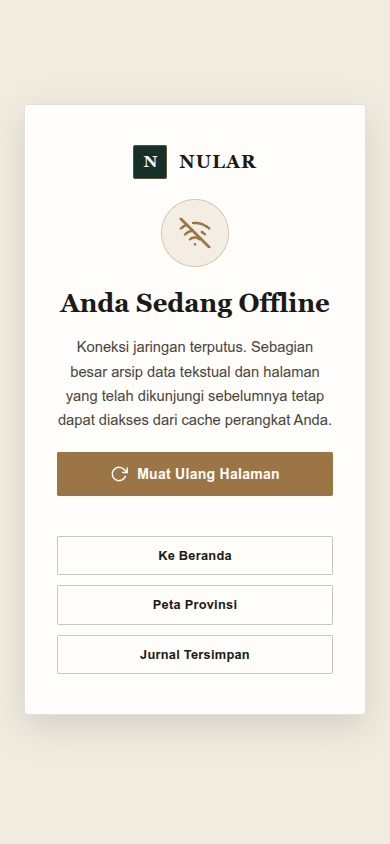 N NULAR
Anda Sedang Offline
Koneksi jaringan terputus. Sebagian
besar arsip data tekstual dan halaman
yang telah dikunjungi sebelumnya tetap
dapat diakses dari cache perangkat Anda.
Muat Ulang Halaman
Ke Beranda
Peta Provinsi
Jurnal Tersimpan